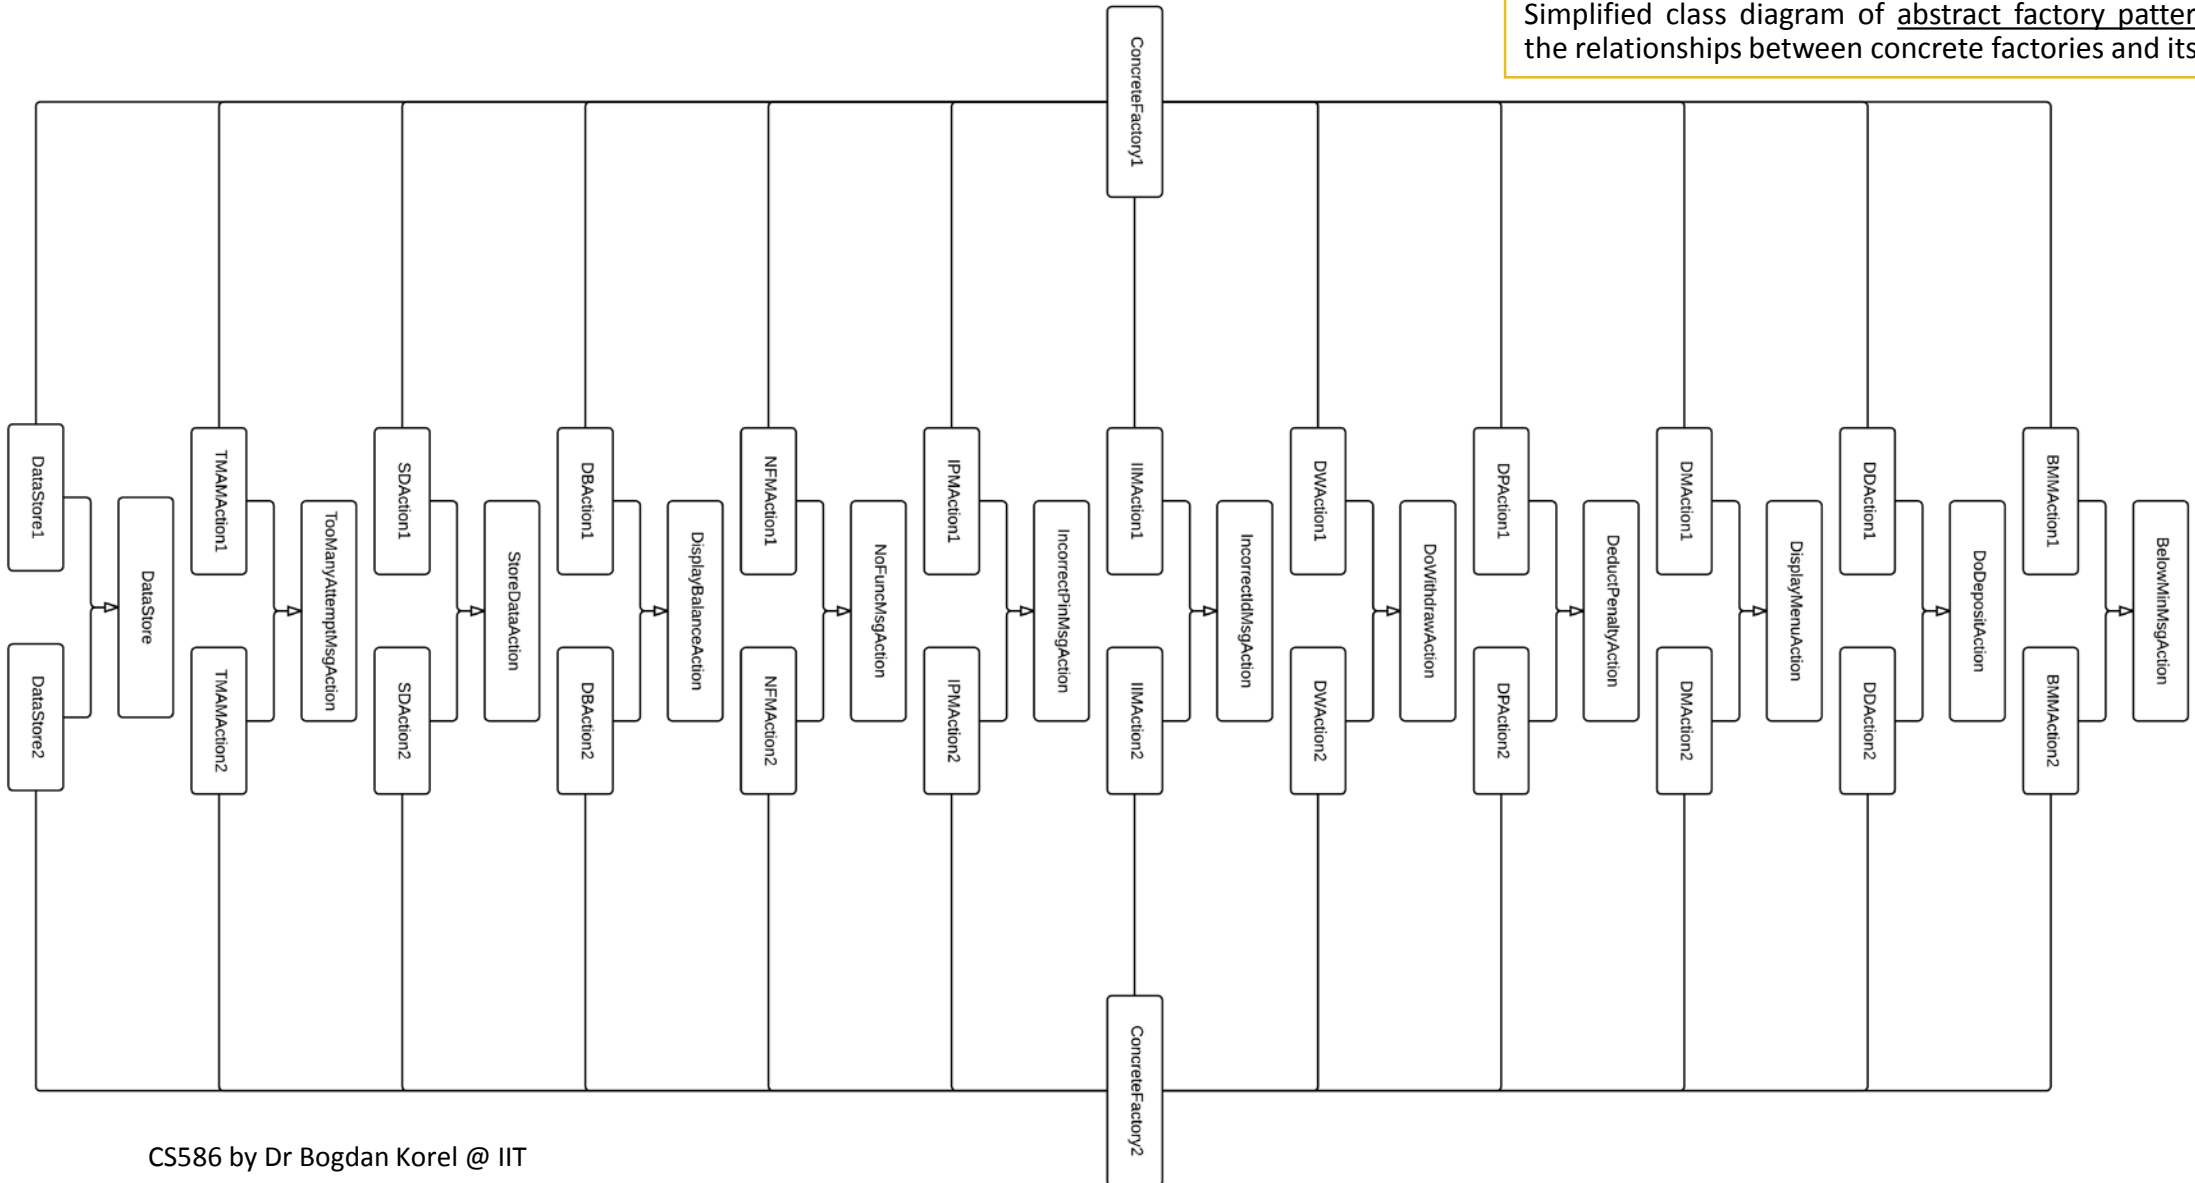 Simplified class diagram of abstract factory patter
the relationships between concrete factories and its
ConcreteFactory1
DataStore1
DataStore
DataStore2
TMAMAction1
TooManyAttemptMsgAction
TMAMAction2
SDAction1
StoreDataAction
SDAction2
DBAction1
DisplayBalanceAction
DBAction2
NFMAction1
NoFuncMsgAction
NFMAction2
IPMAction1
IncorrectPinMsgAction
IPMAction2
IIMAction1
IncorrectIdMsgAction
IIMAction2
DWAction1
DoWithdrawAction
DWAction2
DPAction1
DeductPenaltyAction
DPAction2
DMAction1
DisplayMenuAction
DMAction2
DDAction1
DoDepositAction
DDAction2
BMMAction1
BelowMinMsgAction
BMMAction2
ConcreteFactory2
CS586 by Dr Bogdan Korel @ IIT